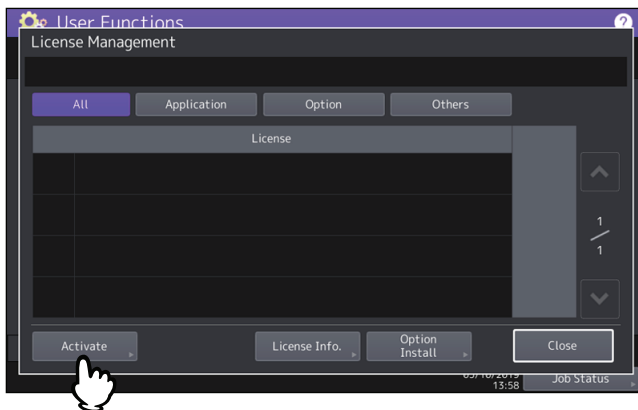 User Functions
?
License Management
All Application Option Others
License
1
1
Activate License Info. Option Install Close
13:58 Job Status